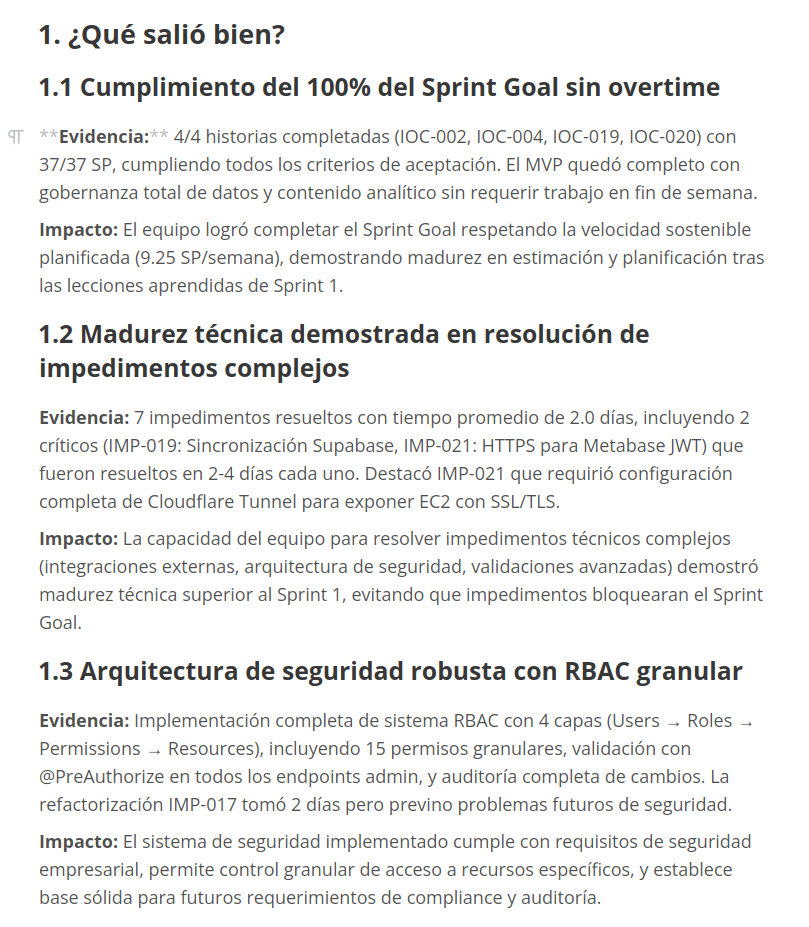 1. ¿Qué salió bien?
1.1 Cumplimiento del 100% del Sprint Goal sin overtime
¶ **Evidencia:** 4/4 historias completadas (IOC-002, IOC-004, IOC-019, IOC-020) con
37/37 SP, cumpliendo todos los criterios de aceptación. El MVP quedó completo con
gobernanza total de datos y contenido analítico sin requerir trabajo en fin de semana.
Impacto: El equipo logró completar el Sprint Goal respetando la velocidad sostenible
planificada (9.25 SP/semana), demostrando madurez en estimación y planificación tras
las lecciones aprendidas de Sprint 1.
1.2 Madurez técnica demostrada en resolución de
impedimentos complejos
Evidencia: 7 impedimentos resueltos con tiempo promedio de 2.0 días, incluyendo 2
críticos (IMP-019: Sincronización Supabase, IMP-021: HTTPS para Metabase JWT) que
fueron resueltos en 2-4 días cada uno. Destacó IMP-021 que requirió configuración
completa de Cloudflare Tunnel para exponer EC2 con SSL/TLS.
Impacto: La capacidad del equipo para resolver impedimentos técnicos complejos
(integraciones externas, arquitectura de seguridad, validaciones avanzadas) demostró
madurez técnica superior al Sprint 1, evitando que impedimentos bloquearan el Sprint
Goal.
1.3 Arquitectura de seguridad robusta con RBAC granular
Evidencia: Implementación completa de sistema RBAC con 4 capas (Users → Roles →
Permissions → Resources), incluyendo 15 permisos granulares, validación con
@PreAuthorize en todos los endpoints admin, y auditoría completa de cambios. La
refactorización IMP-017 tomó 2 días pero previno problemas futuros de seguridad.
Impacto: El sistema de seguridad implementado cumple con requisitos de seguridad
empresarial, permite control granular de acceso a recursos específicos, y establece
base sólida para futuros requerimientos de compliance y auditoría.